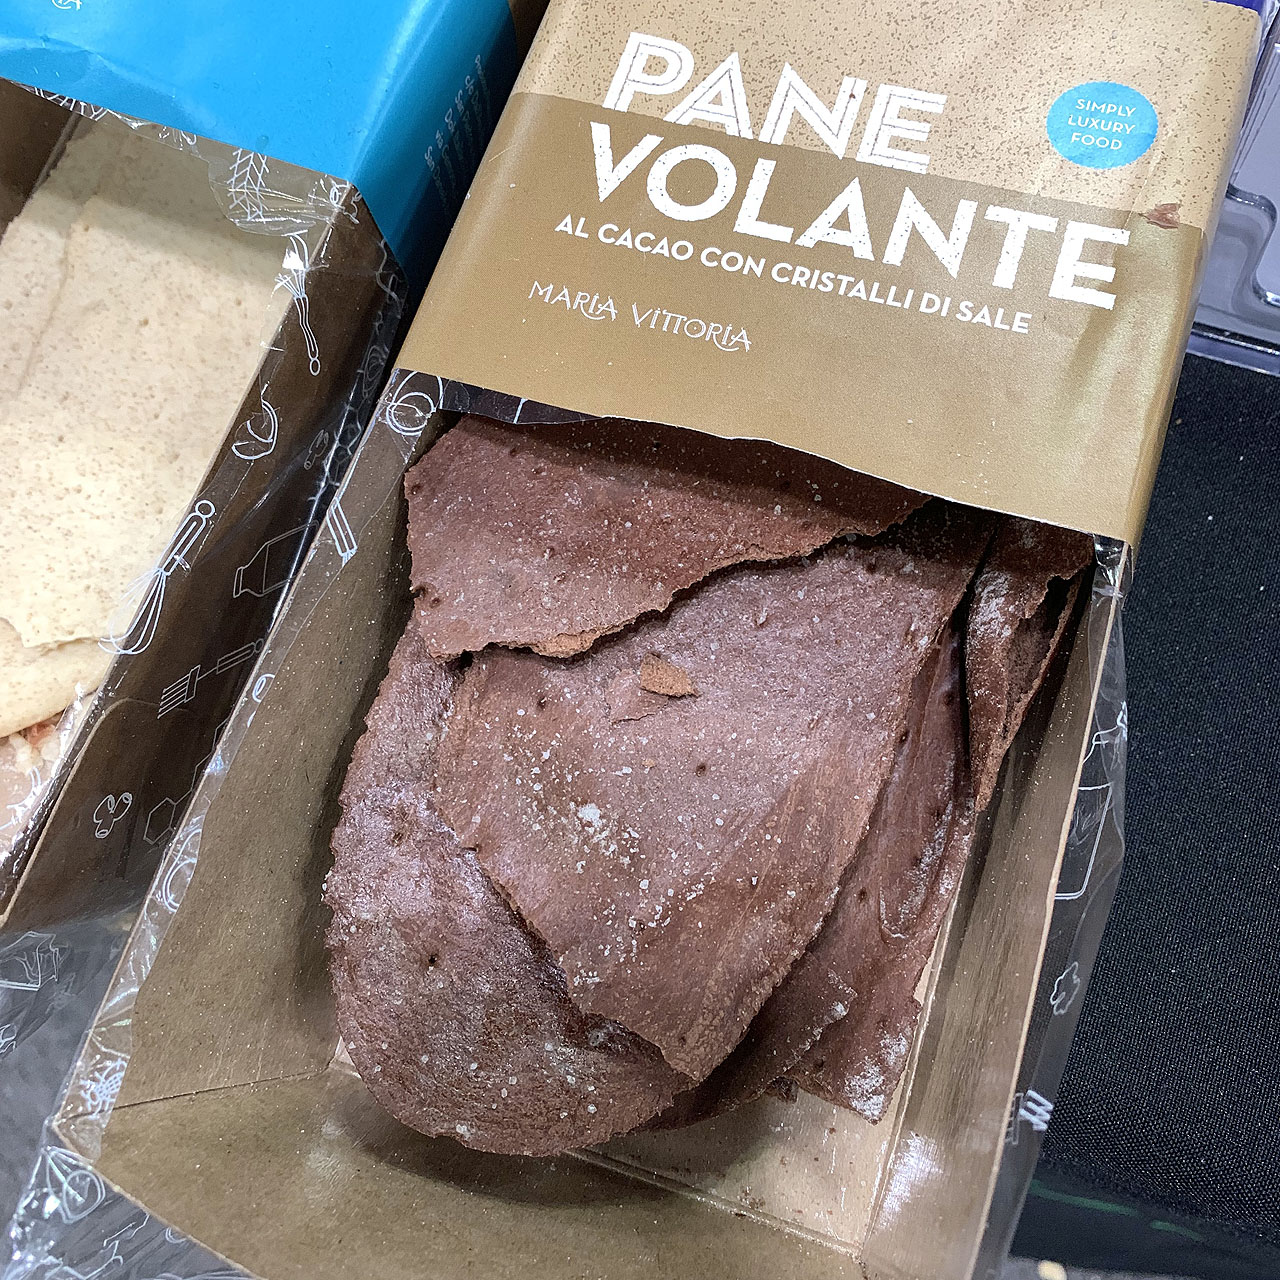 PANE
VOLANTE
AL CACAO CON CRISTALLI DI SALE
MARIA VITTORIA
SIMPLY
LUXURY
FOOD